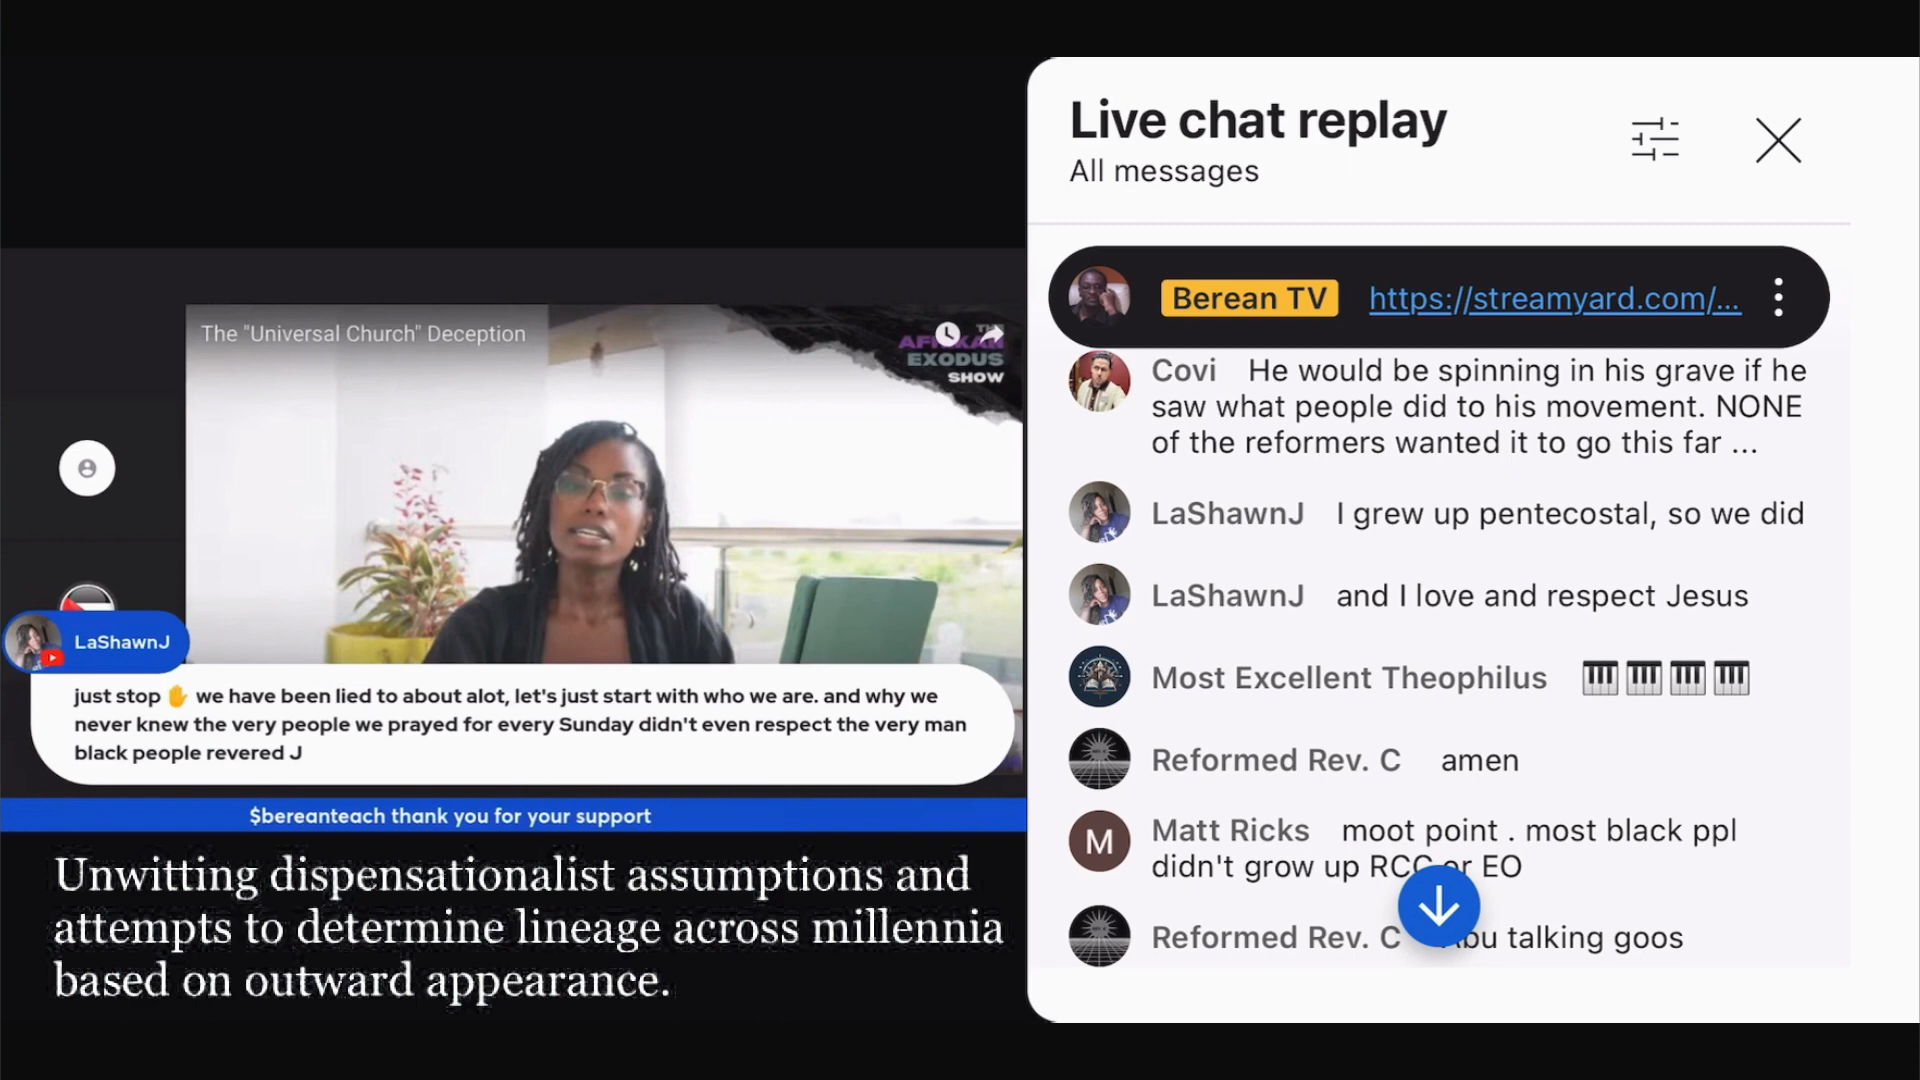 The "Universal Church" Deception
THE
AFRIKAN
EXODUS
SHOW
LaShawnJ
just stop ✋ we have been lied to about alot, let's just start with who we are. and why we
never knew the very people we prayed for every Sunday didn't even respect the very man
black people revered J
$bereanteach thank you for your support
Unwitting dispensationalist assumptions and
attempts to determine lineage across millennia
based on outward appearance.
Live chat replay
All messages
Berean TV https://streamyard.com/...
Covi He would be spinning in his grave if he
saw what people did to his movement. NONE
of the reformers wanted it to go this far ...
LaShawnJ I grew up pentecostal, so we did
LaShawnJ and I love and respect Jesus
Most Excellent Theophilus 🎹 🎹 🎹 🎹
Reformed Rev. C amen
M
Matt Ricks moot point . most black ppl
didn't grow up RCC or EO
Reformed Rev. C Abu talking goos